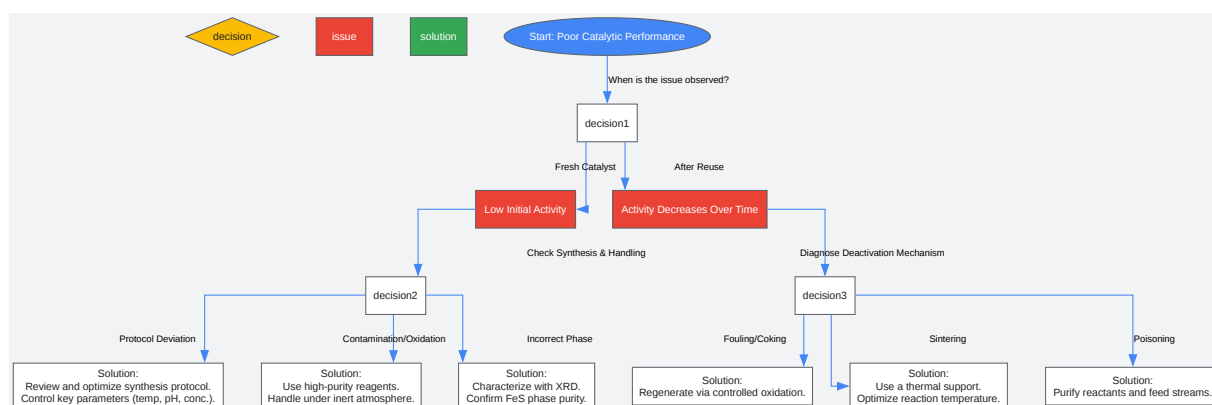 decision
issue
solution
Start: Poor Catalytic Performance
When is the issue observed?
decision1
Fresh Catalyst
After Reuse
Low Initial Activity
Activity Decreases Over Time
Check Synthesis & Handling
Diagnose Deactivation Mechanism
decision2
decision3
Protocol Deviation
Contamination/Oxidation
Incorrect Phase
Fouling/Coking
Sintering
Poisoning
Solution:
Review and optimize synthesis protocol.
Control key parameters (temp, pH, conc.).
Solution:
Use high-purity reagents.
Handle under inert atmosphere.
Solution:
Characterize with XRD.
Confirm FeS phase purity.
Solution:
Regenerate via controlled oxidation.
Solution:
Use a thermal support.
Optimize reaction temperature.
Solution:
Purify reactants and feed streams.